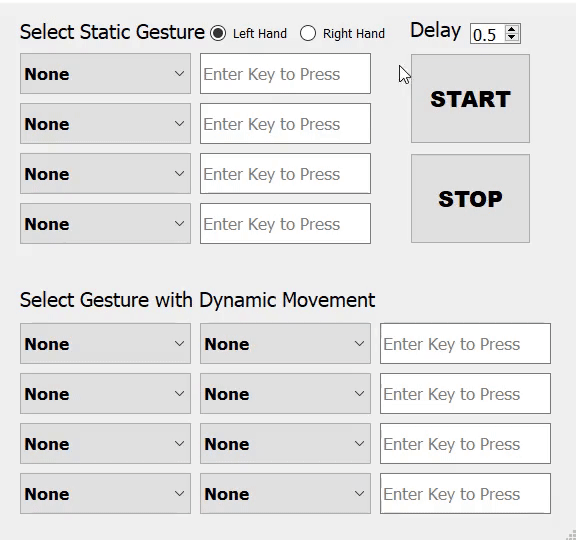 Select Static Gesture Left Hand Right Hand Delay 0.5
None Enter Key to Press START
None Enter Key to Press
None Enter Key to Press STOP
None Enter Key to Press
Select Gesture with Dynamic Movement
None None Enter Key to Press
None None Enter Key to Press
None None Enter Key to Press
None None Enter Key to Press